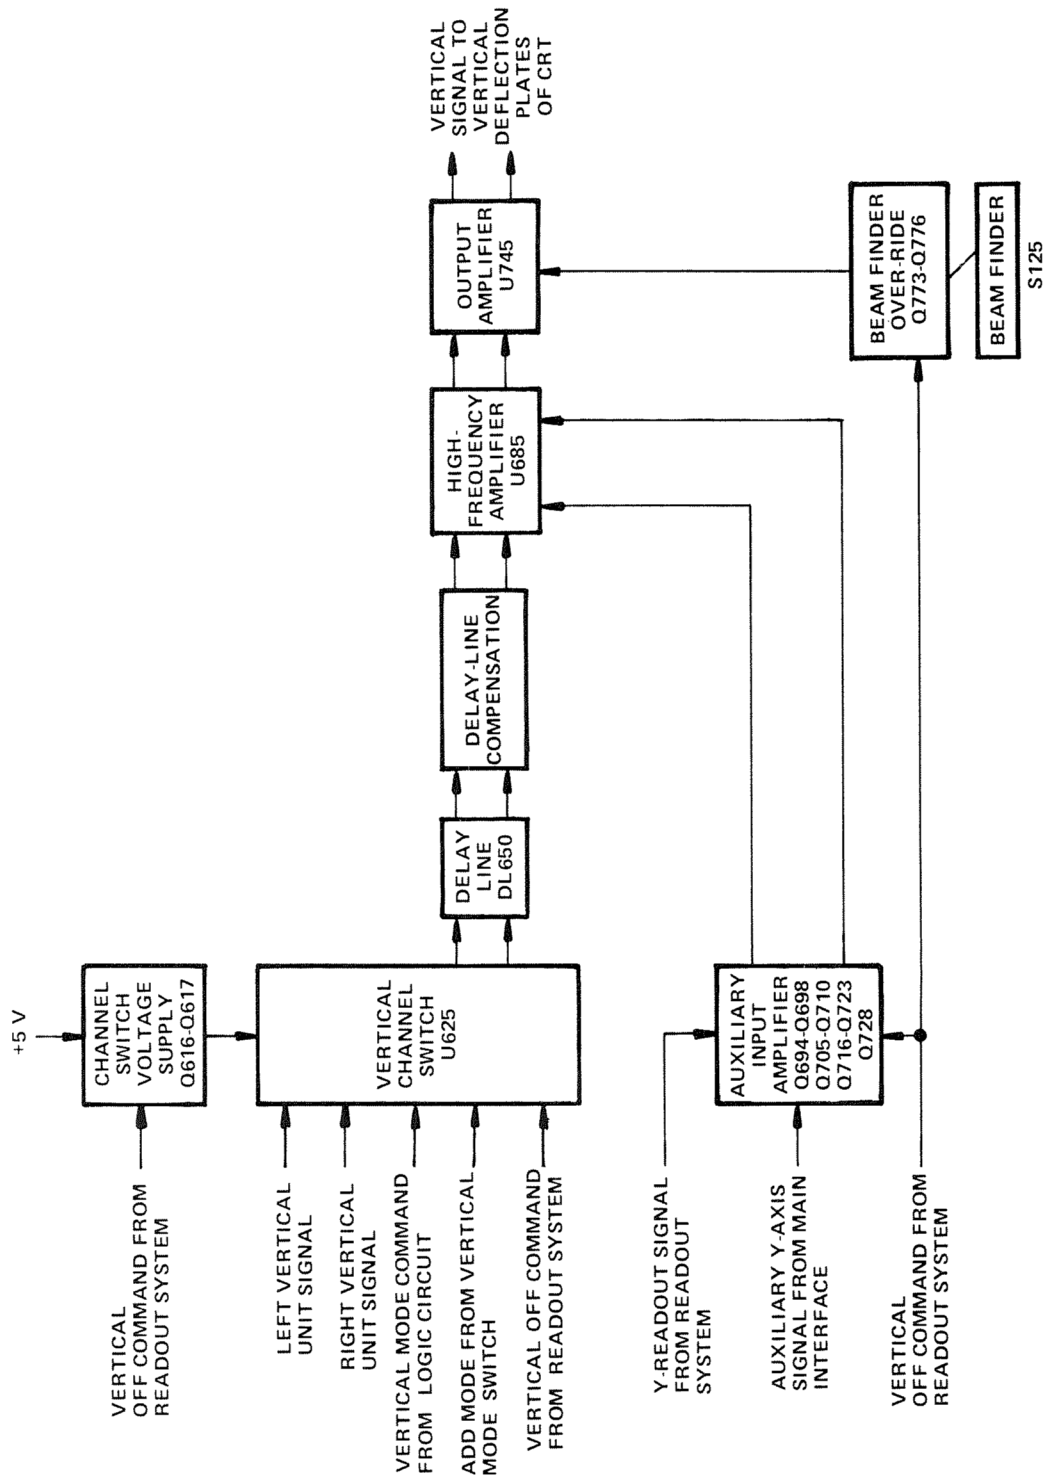 +5 V
VERTICAL
OFF COMMAND FROM
READOUT SYSTEM
CHANNEL
SWITCH
VOLTAGE
SUPPLY
Q616-Q617
LEFT VERTICAL
UNIT SIGNAL
RIGHT VERTICAL
UNIT SIGNAL
VERTICAL MODE COMMAND
FROM LOGIC CIRCUIT
ADD MODE FROM VERTICAL
MODE SWITCH
VERTICAL OFF COMMAND
FROM READOUT SYSTEM
VERTICAL
CHANNEL
SWITCH
U625
DELAY
LINE
DL650
DELAY-LINE
COMPENSATION
HIGH-
FREQUENCY
AMPLIFIER
U685
OUTPUT
AMPLIFIER
U745
VERTICAL
SIGNAL TO
VERTICAL
DEFLECTION
PLATES
OF CRT
Y-READOUT SIGNAL
FROM READOUT
SYSTEM
AUXILIARY Y-AXIS
SIGNAL FROM MAIN
INTERFACE
AUXILIARY
INPUT
AMPLIFIER
Q694-Q698
Q705-Q710
Q716-Q723
Q728
VERTICAL
OFF COMMAND FROM
READOUT SYSTEM
BEAM FINDER
OVER-RIDE
Q773-Q776
BEAM FINDER
S125